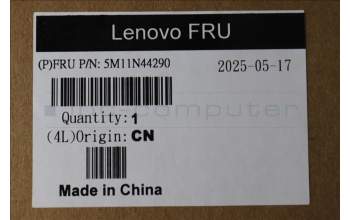 Lenovo FRU
(P)FRU P/N: 5M11N44290 2025-05-17
Quantity:1
(4L)Origin: CN
Made in China